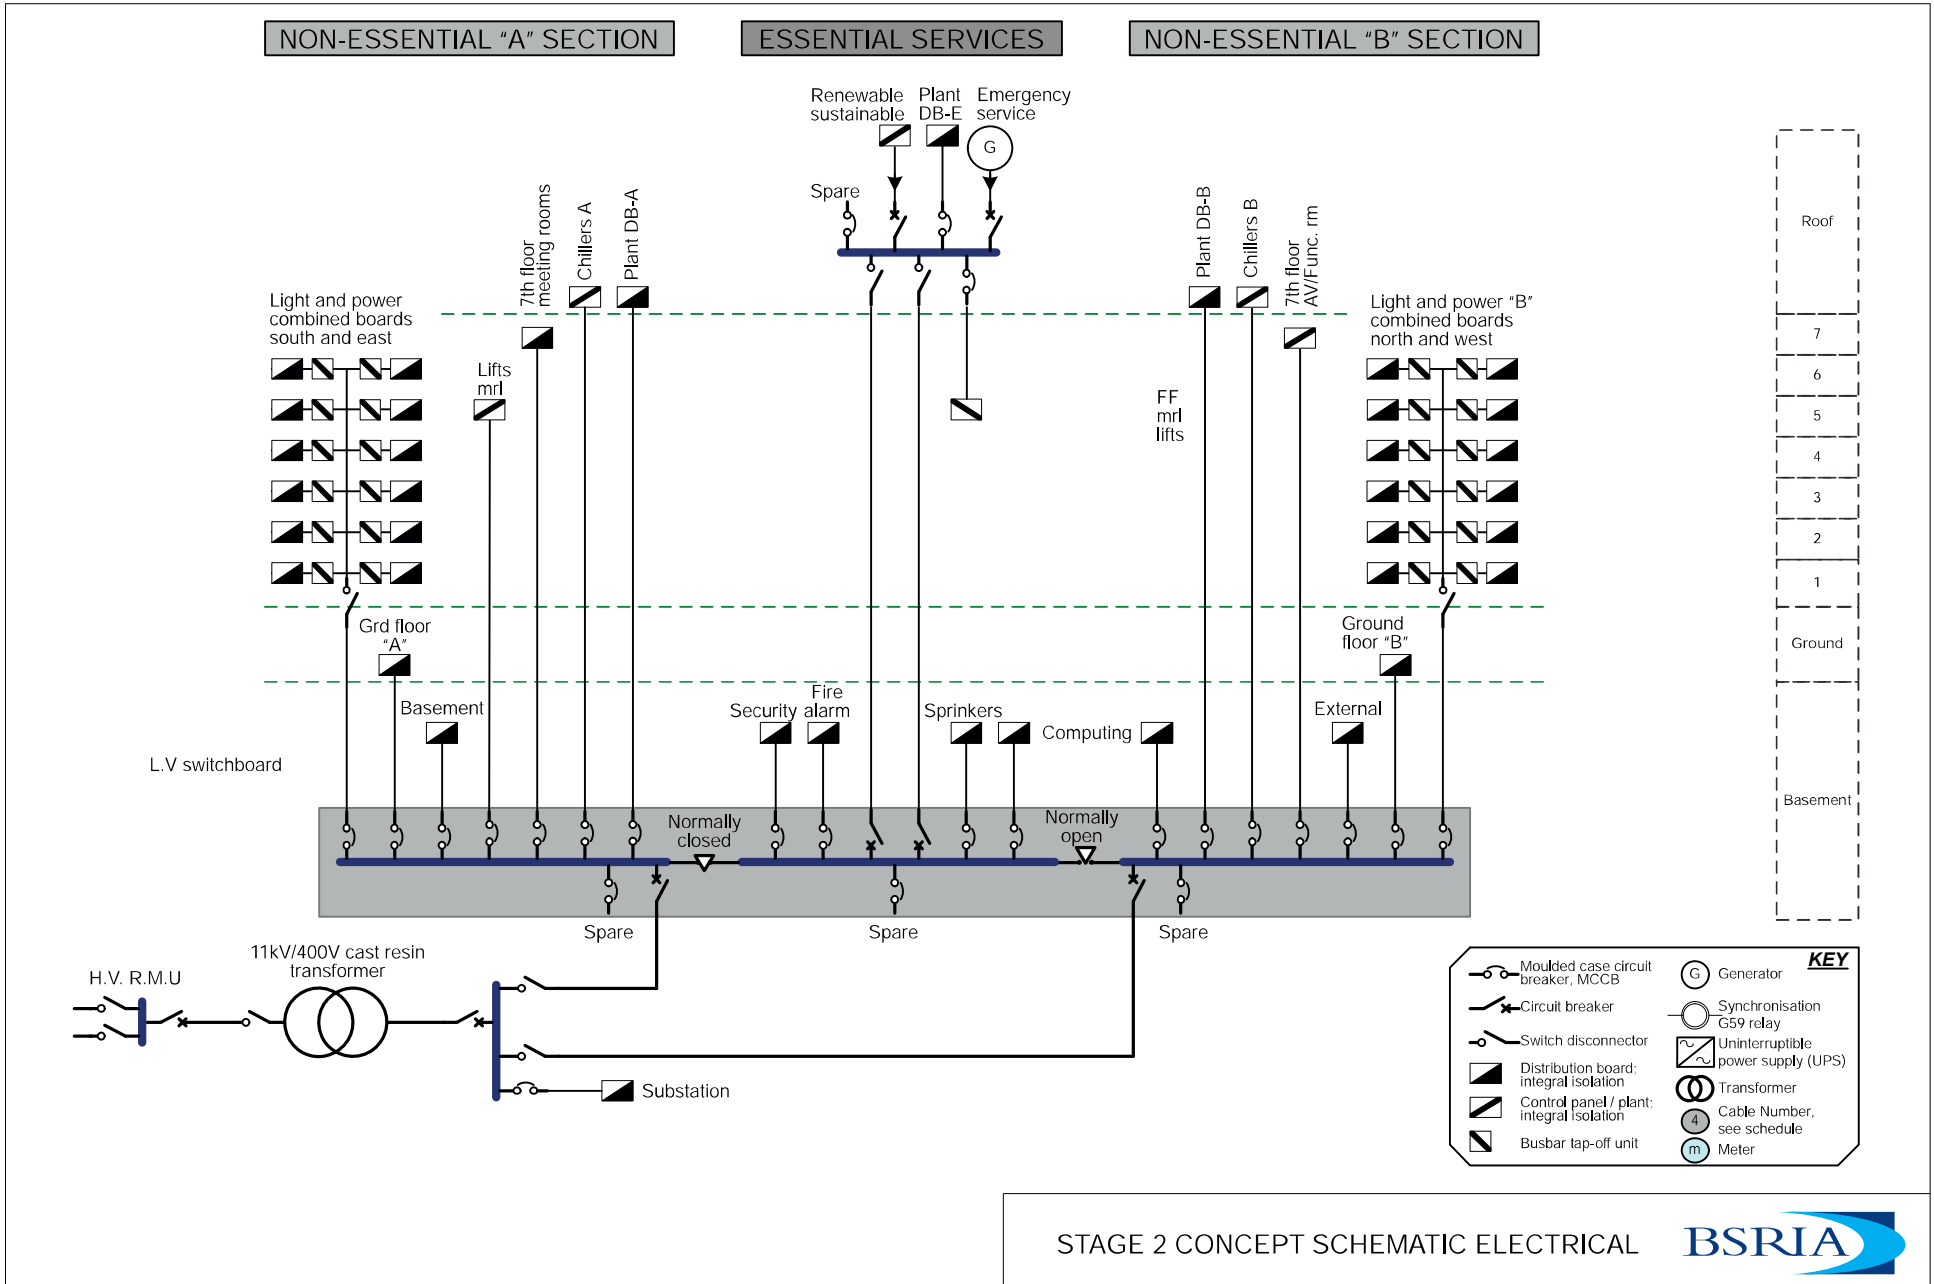 NON-ESSENTIAL “A” SECTION
ESSENTIAL SERVICES
NON-ESSENTIAL “B” SECTION
Renewable
sustainable
Plant
DB-E
Emergency
service
G
Spare
7th floor
meeting rooms
Chillers A
Plant DB-A
Plant DB-B
Chillers B
7th floor
AV/Func. rm
Roof
Light and power
combined boards
south and east
Light and power “B”
combined boards
north and west
7
6
5
4
3
2
1
Lifts
mrl
FF
mrl
lifts
Grd floor
“A”
Ground
floor “B”
Ground
Basement
Security
Fire
alarm
Sprinkers
Computing
External
L.V switchboard
Normally
closed
Normally
open
Basement
Spare
Spare
Spare
H.V. R.M.U
11kV/400V cast resin
transformer
Substation
KEY
Moulded case circuit
breaker, MCCB
Circuit breaker
Switch disconnector
Distribution board;
integral isolation
Control panel / plant;
integral isolation
Busbar tap-off unit
G
Generator
Synchronisation
G59 relay
Uninterruptible
power supply (UPS)
Transformer
4
Cable Number,
see schedule
m
Meter
STAGE 2 CONCEPT SCHEMATIC ELECTRICAL
BSRIA